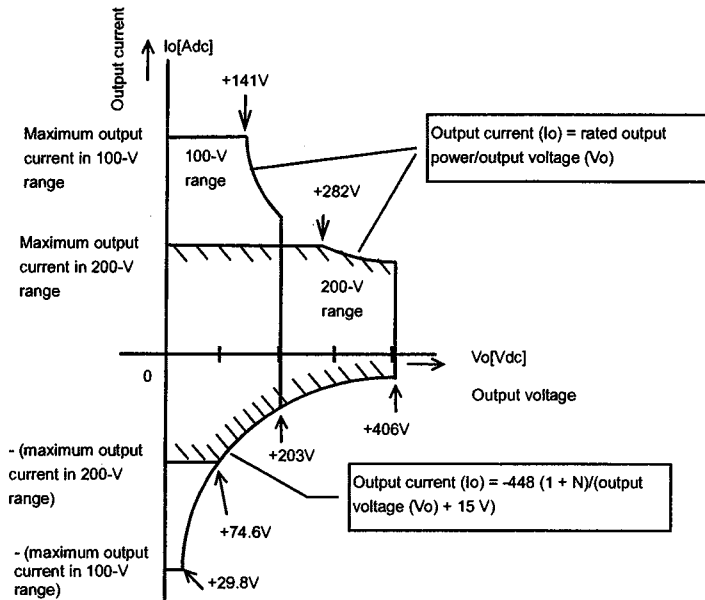 Output current
Io[Adc]
+141V
Maximum output
current in 100-V
range
100-V
range
Output current (Io) = rated output
power/output voltage (Vo)
+282V
Maximum output
current in 200-V
range
200-V
range
0
Vo[Vdc]
Output voltage
+406V
+203V
- (maximum output
current in 200-V
range)
Output current (Io) = -448 (1 + N)/(output
voltage (Vo) + 15 V)
+74.6V
- (maximum output
current in 100-V
range)
+29.8V